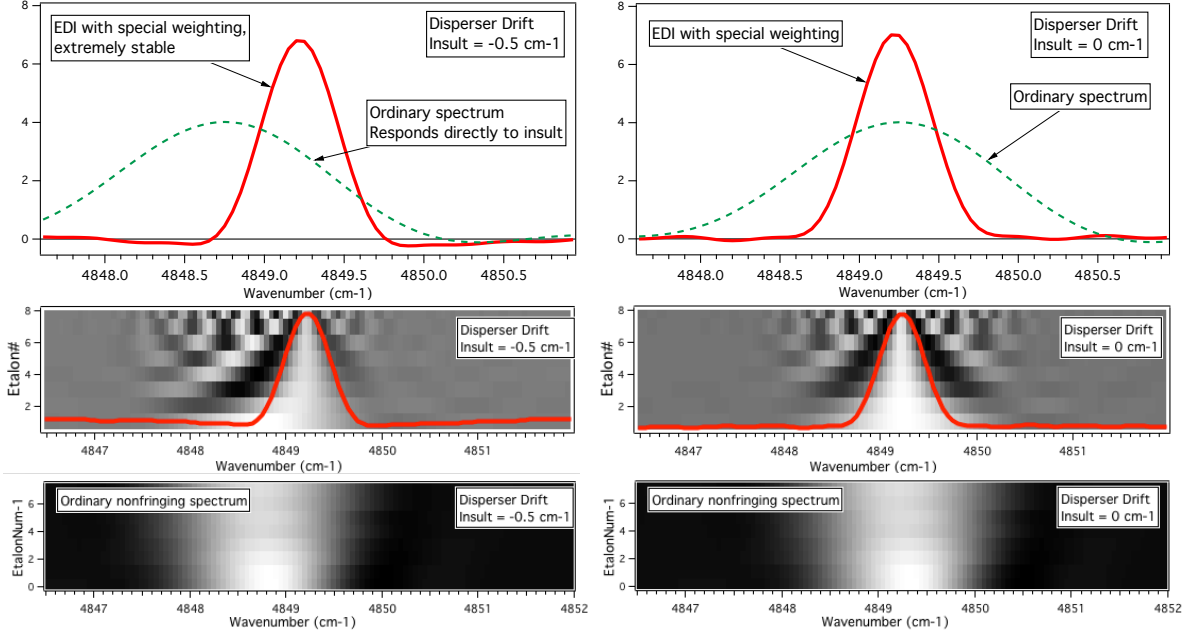 8
6
4
2
0
EDI with special weighting,
extremely stable
Disperser Drift
Insult = -0.5 cm-1
Ordinary spectrum
Responds directly to insult
4848.0 4848.5 4849.0 4849.5 4850.0 4850.5
Wavenumber (cm-1)
8
6
4
2
0
EDI with special weighting
Disperser Drift
Insult = 0 cm-1
Ordinary spectrum
4848.0 4848.5 4849.0 4849.5 4850.0 4850.5
Wavenumber (cm-1)
Etalon#
8
6
4
2
Disperser Drift
Insult = -0.5 cm-1
4847 4848 4849 4850 4851
Wavenumber (cm-1)
Etalon#
8
6
4
2
Disperser Drift
Insult = 0 cm-1
4847 4848 4849 4850 4851
Wavenumber (cm-1)
EtalonNum-1
6
4
2
0
Ordinary nonfringing spectrum
Disperser Drift
Insult = -0.5 cm-1
4847 4848 4849 4850 4851 4852
Wavenumber (cm-1)
EtalonNum-1
6
4
2
0
Ordinary nonfringing spectrum
Disperser Drift
Insult = 0 cm-1
4847 4848 4849 4850 4851 4852
Wavenumber (cm-1)